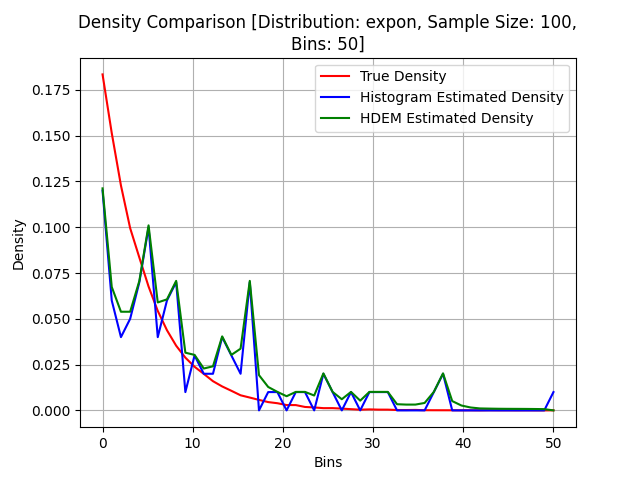 Density Comparison [Distribution: expon, Sample Size: 100,
Bins: 50]
True Density
Histogram Estimated Density
HDEM Estimated Density
Density
0.175
0.150
0.125
0.100
0.075
0.050
0.025
0.000
0 10 20 30 40 50
Bins